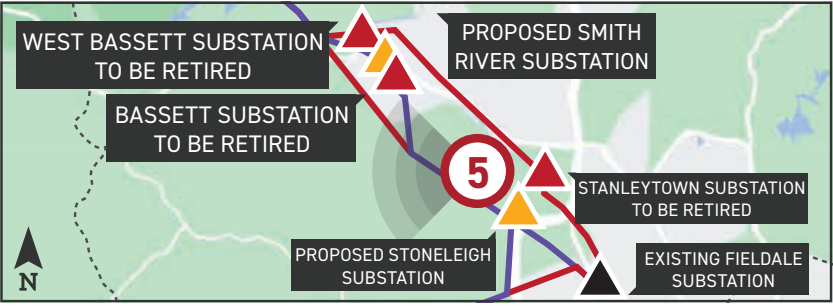 WEST BASSETT SUBSTATION
TO BE RETIRED
PROPOSED SMITH
RIVER SUBSTATION
BASSETT SUBSTATION
TO BE RETIRED
5
STANLEYTOWN SUBSTATION
TO BE RETIRED
PROPOSED STONELEIGH
SUBSTATION
EXISTING FIELDALE
SUBSTATION
N